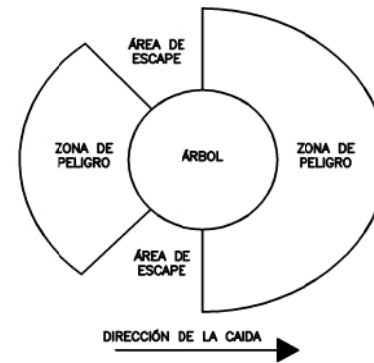 ÁREA DE
ESCAPE
ZONA DE
PELIGRO
ÁRBOL
ZONA DE
PELIGRO
ÁREA DE
ESCAPE
DIRECCIÓN DE LA CAIDA